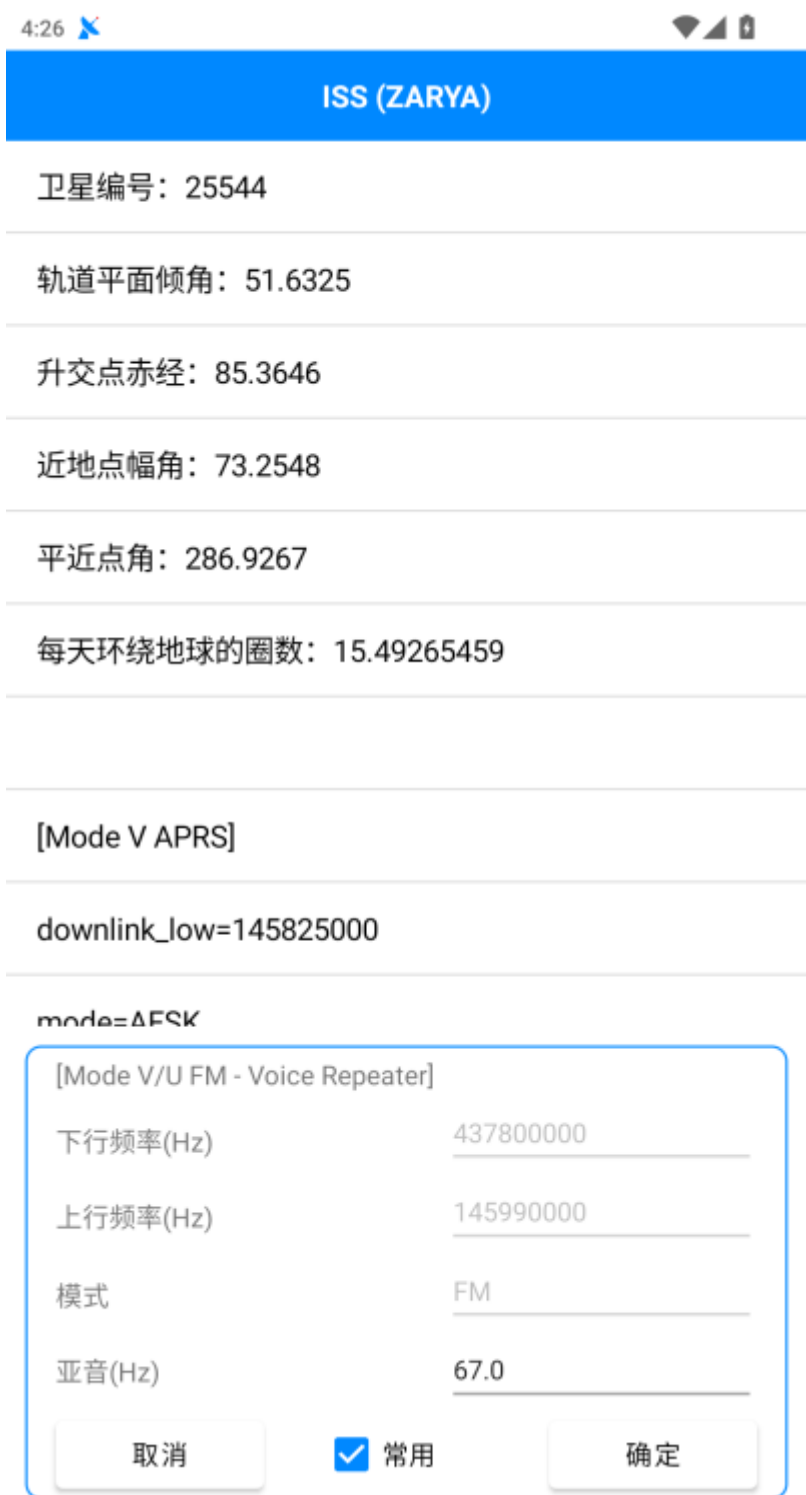 4:26
ISS (ZARYA)
卫星编号：25544
轨道平面倾角：51.6325
升交点赤经：85.3646
近地点幅角：73.2548
平近点角：286.9267
每天环绕地球的圈数：15.49265459
[Mode V APRS]
downlink_low=145825000
mode=AFSK
[Mode V/U FM - Voice Repeater]
下行频率(Hz) 437800000
上行频率(Hz) 145990000
模式 FM
亚音(Hz) 67.0
取消 常用 确定